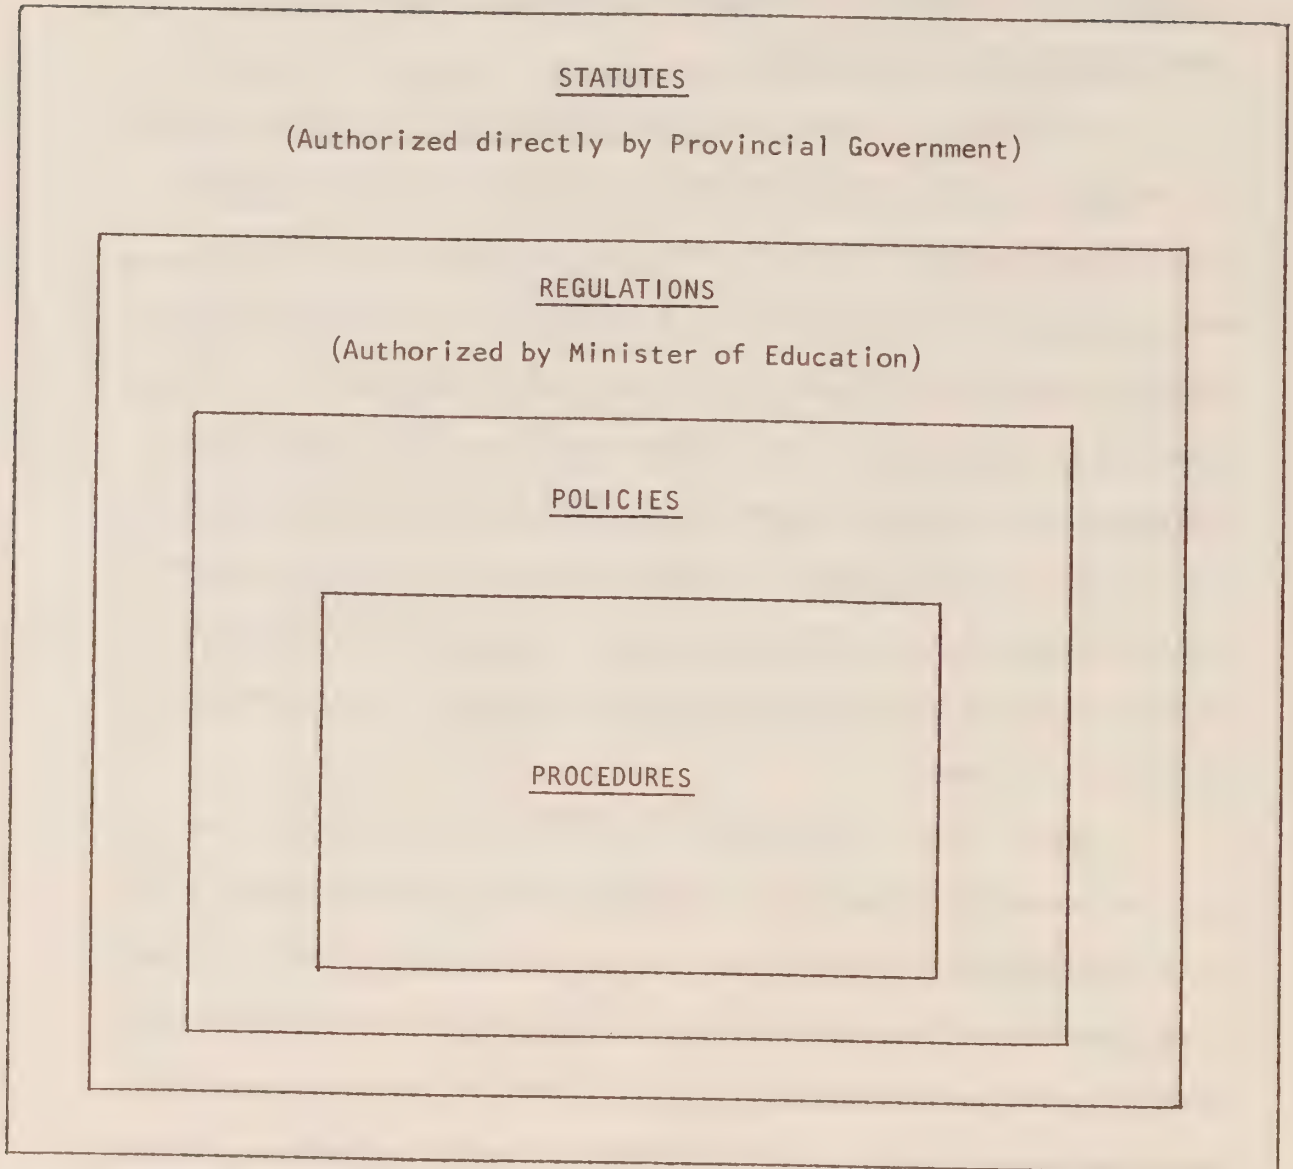 STATUTES
(Authorized directly by Provincial Government)
REGULATIONS
(Authorized by Minister of Education)
POLICIES
PROCEDURES